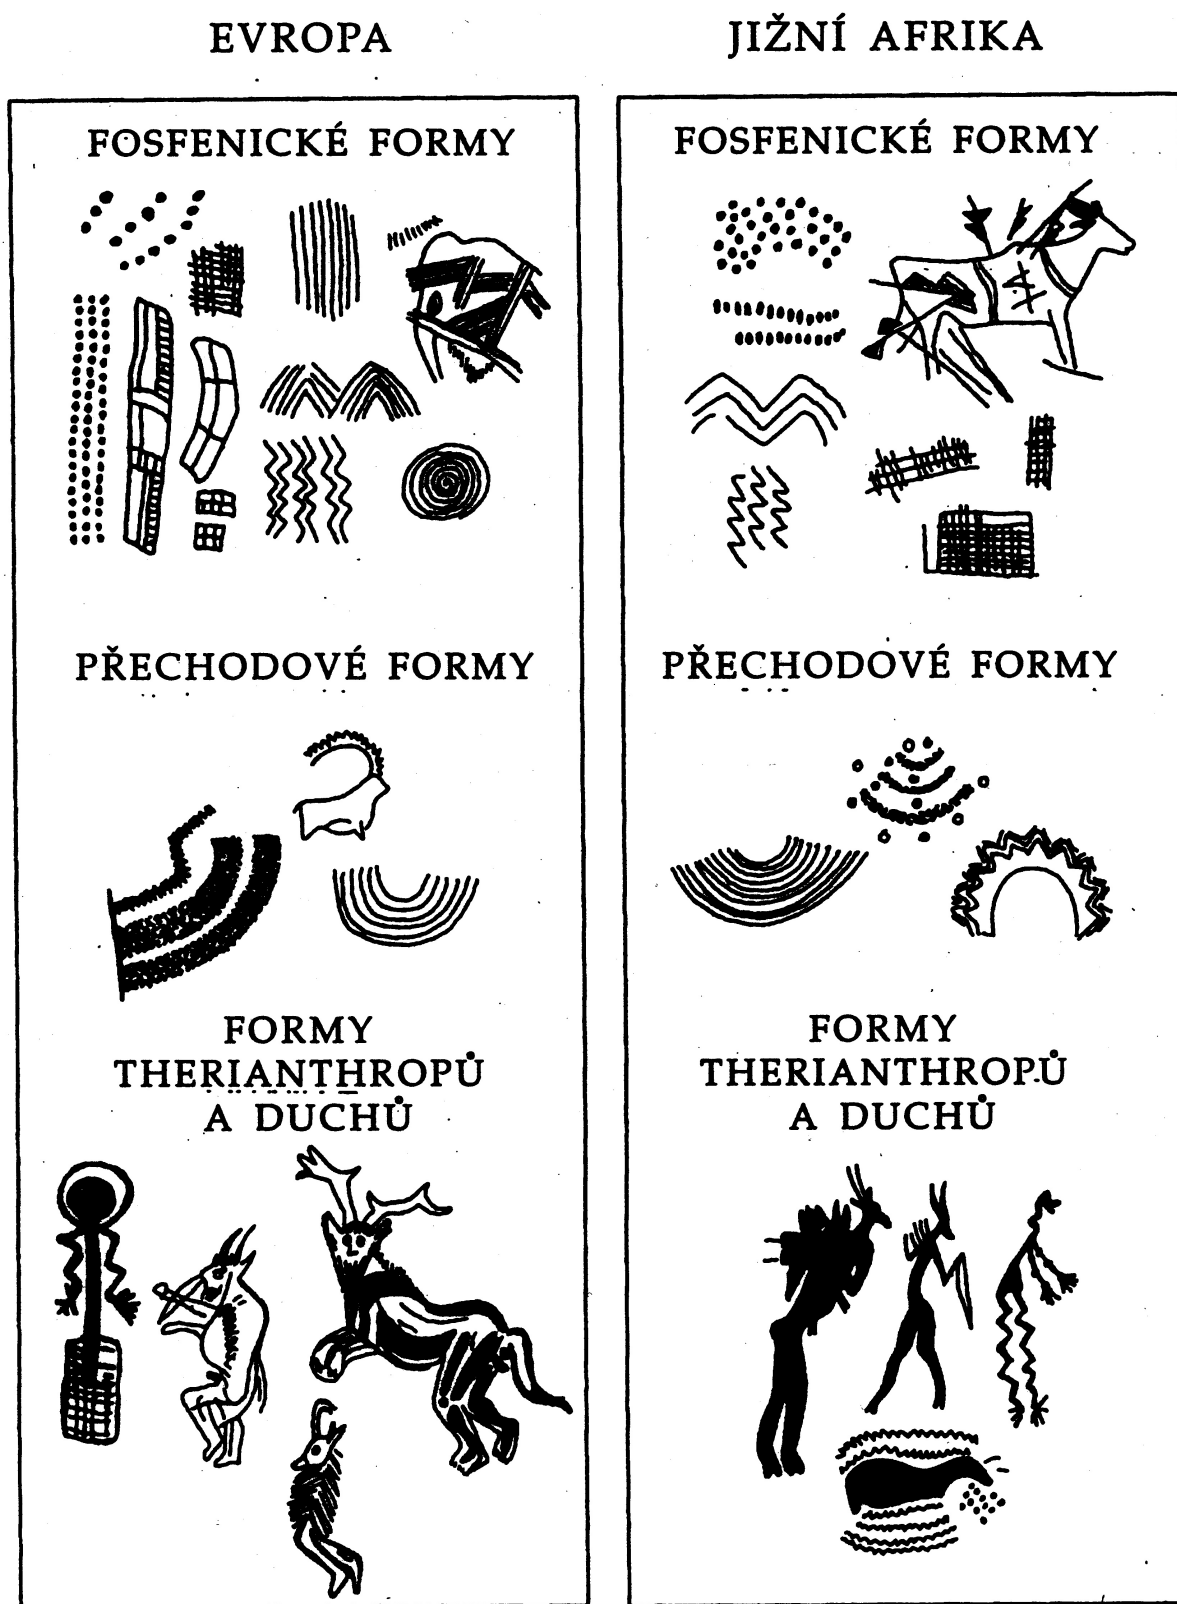 EVROPA
FOSFENICKÉ FORMY
PŘECHODOVÉ FORMY
FORMY
THERIANTHROPŮ
A DUCHŮ
JIŽNÍ AFRIKA
FOSFENICKÉ FORMY
PŘECHODOVÉ FORMY
FORMY
THERIANTHROPŮ
A DUCHŮ